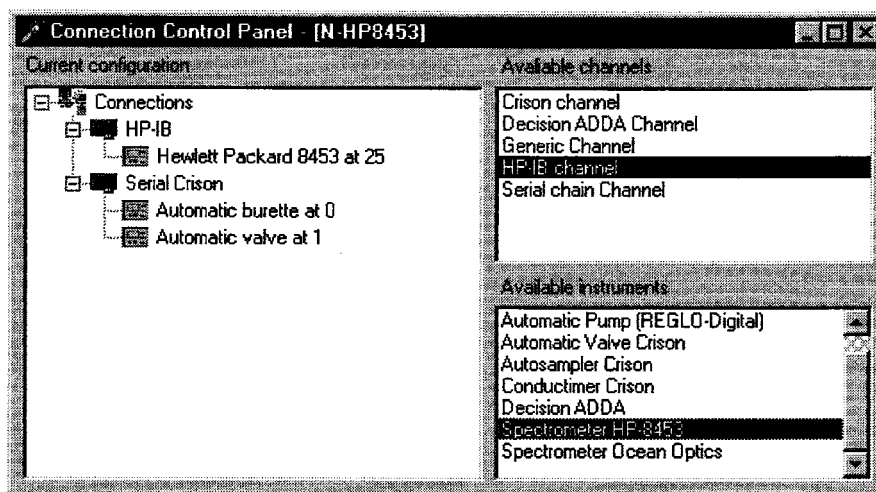 Connection Control Panel - [N-HP8453]
Current configuration
Connections
HP-IB
Hewlett Packard 8453 at 25
Serial Crison
Automatic burette at 0
Automatic valve at 1
Available channels
Crison channel
Decision ADDA Channel
Generic Channel
HP-IB channel
Serial chain Channel
Available instruments
Automatic Pump (REGLO-Digital)
Automatic Valve Crison
Autosampler Crison
Conductimer Crison
Decision ADDA
Spectrometer HP-8453
Spectrometer Ocean Optics